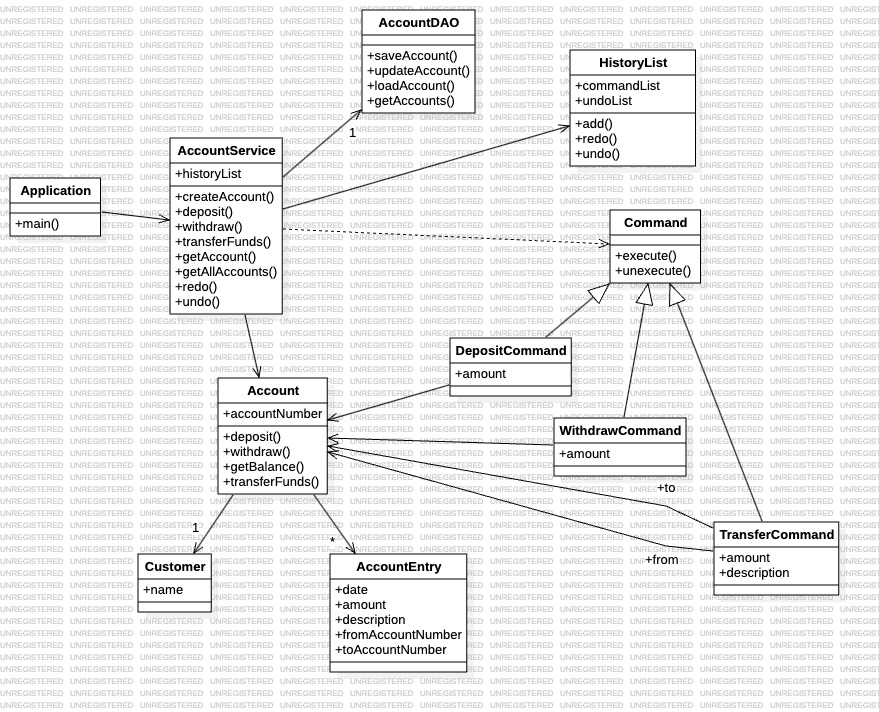 AccountDAO
+saveAccount()
+updateAccount()
+loadAccount()
+getAccounts()
HistoryList
+commandList
+undoList
+add()
+redo()
+undo()
1
AccountService
+historyList
+createAccount()
+deposit()
+withdraw()
+transferFunds()
+getAccount()
+getAllAccounts()
+redo()
+undo()
Application
+main()
Command
+execute()
+unexecute()
DepositCommand
+amount
Account
+accountNumber
+deposit()
+withdraw()
+getBalance()
+transferFunds()
WithdrawCommand
+amount
+to
+from
TransferCommand
+amount
+description
1
*
Customer
+name
AccountEntry
+date
+amount
+description
+fromAccountNumber
+toAccountNumber
UNREGISTERED